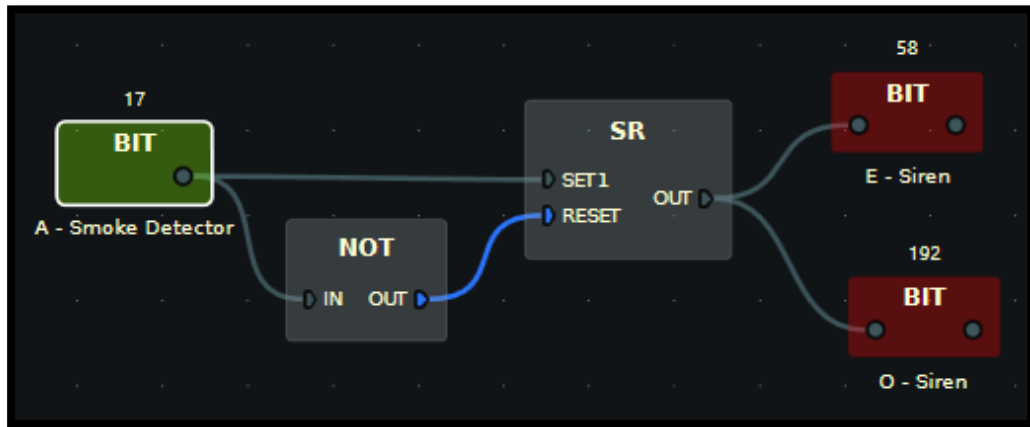 17
BIT
A - Smoke Detector
NOT
IN
OUT
SR
SET1
RESET
OUT
58
BIT
E - Siren
192
BIT
O - Siren